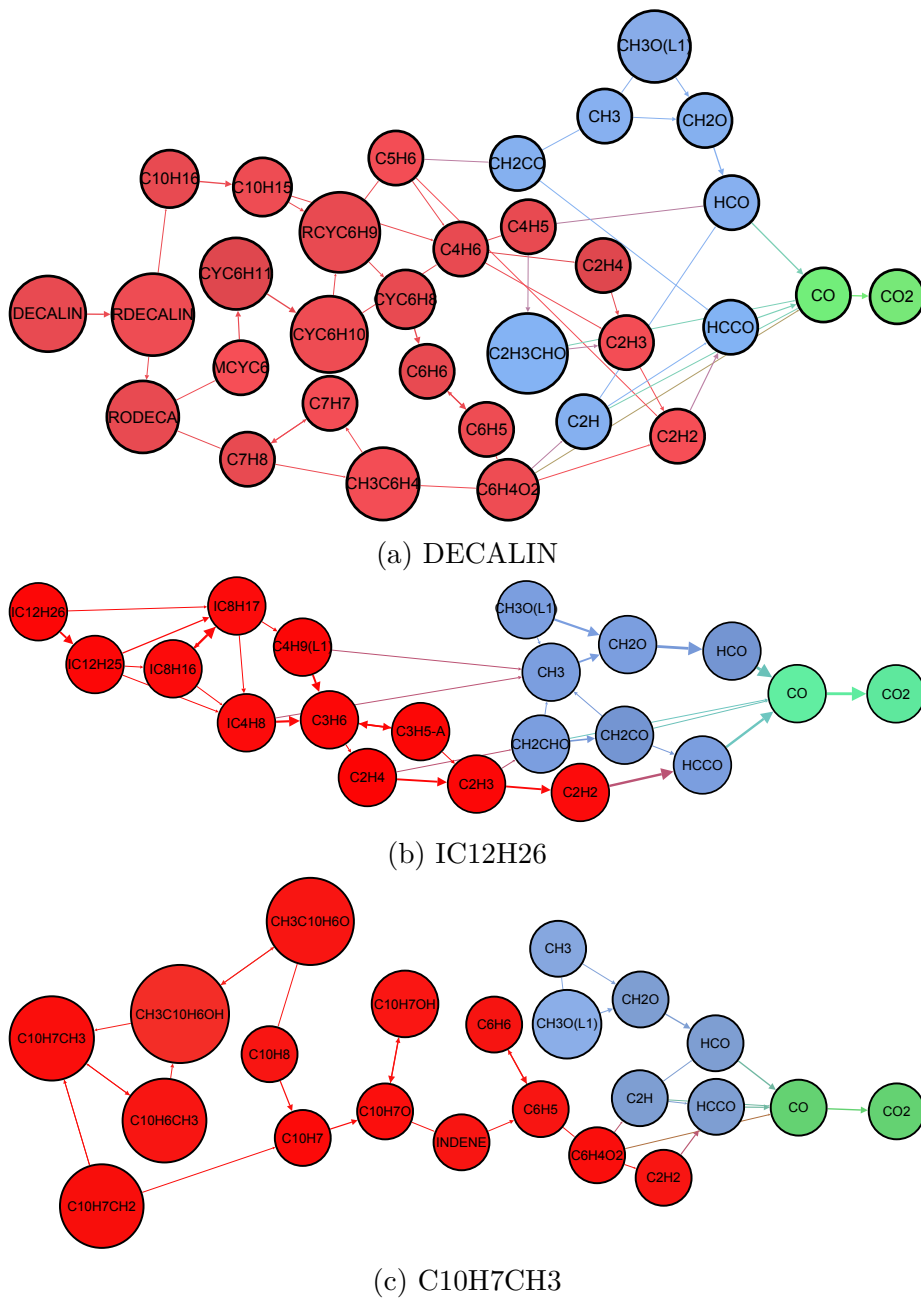 CH3O(L1)
CH3
CH2O
C5H6
CH2CO
C10H16
C10H15
HCO
RCYC6H9
C4H5
C4H6
C2H4
CYC6H11
CYC6H8
DECALIN
RDECALIN
CO
CO2
CYC6H10
HCCO
C2H3
C2H3CHO
MCYC6
C6H6
C7H7
RODECA
C2H
C6H5
C2H2
C7H8
CH3C6H4
C6H4O2
(a) DECALIN
IC12H26
IC8H17
CH3O(L1)
C4H9(L1
CH2O
HCO
IC12H25
IC8H16
CH3
CO
CO2
IC4H8
C3H6
C3H5-A
CH2CHO
CH2CO
HCCO
C2H4
C2H3
C2H2
(b) IC12H26
CH3C10H6O
CH3
CH2O
C10H7OH
CH3C10H6OH
C6H6
CH3O(L1)
C10H7CH3
HCO
C10H8
C2H
HCCO
CO
CO2
C10H6CH3
C10H7O
C6H5
C10H7
INDENE
C6H4O2
C2H2
C10H7CH2
(c) C10H7CH3